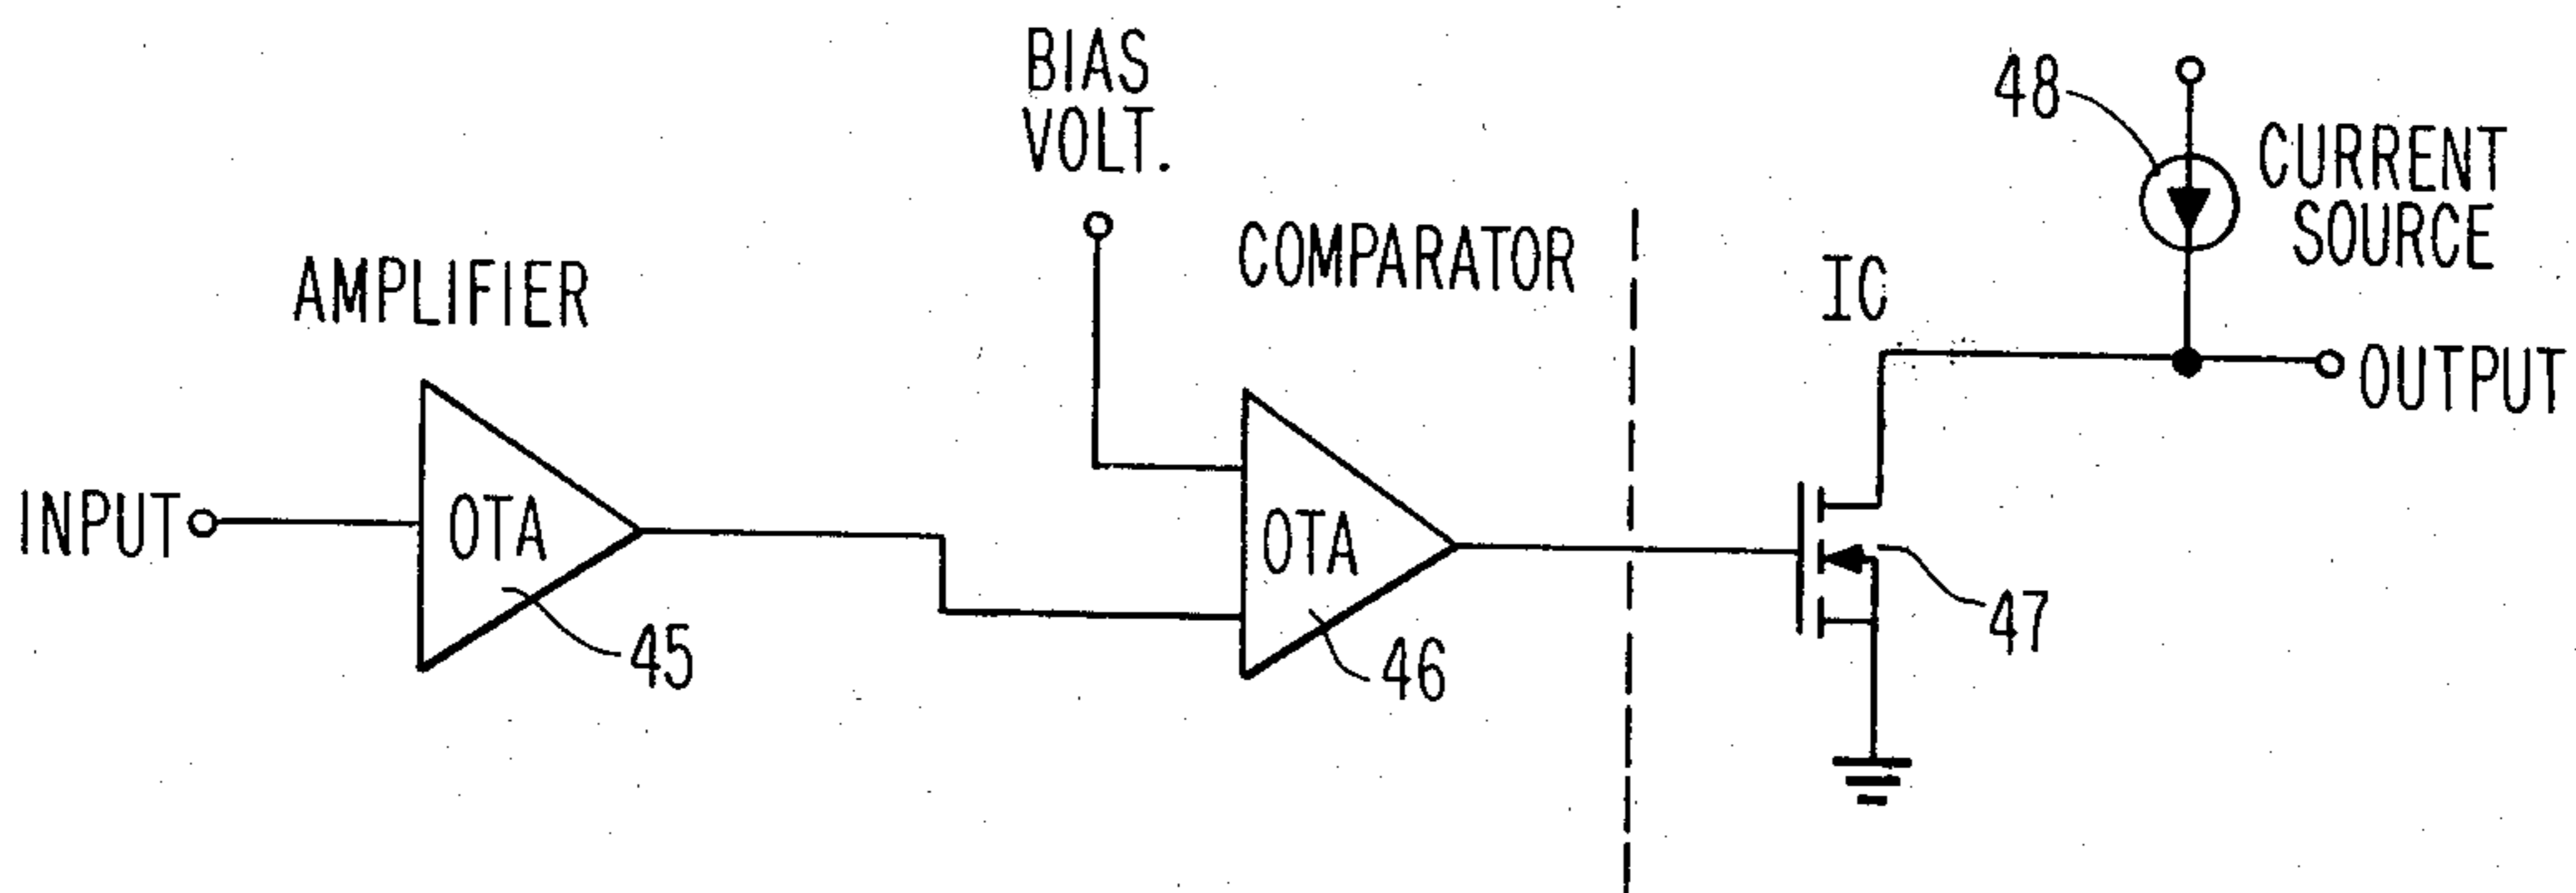 BIAS
VOLT.
48
CURRENT
SOURCE
AMPLIFIER
COMPARATOR
IC
OUTPUT
INPUT
OTA
OTA
45
46
47